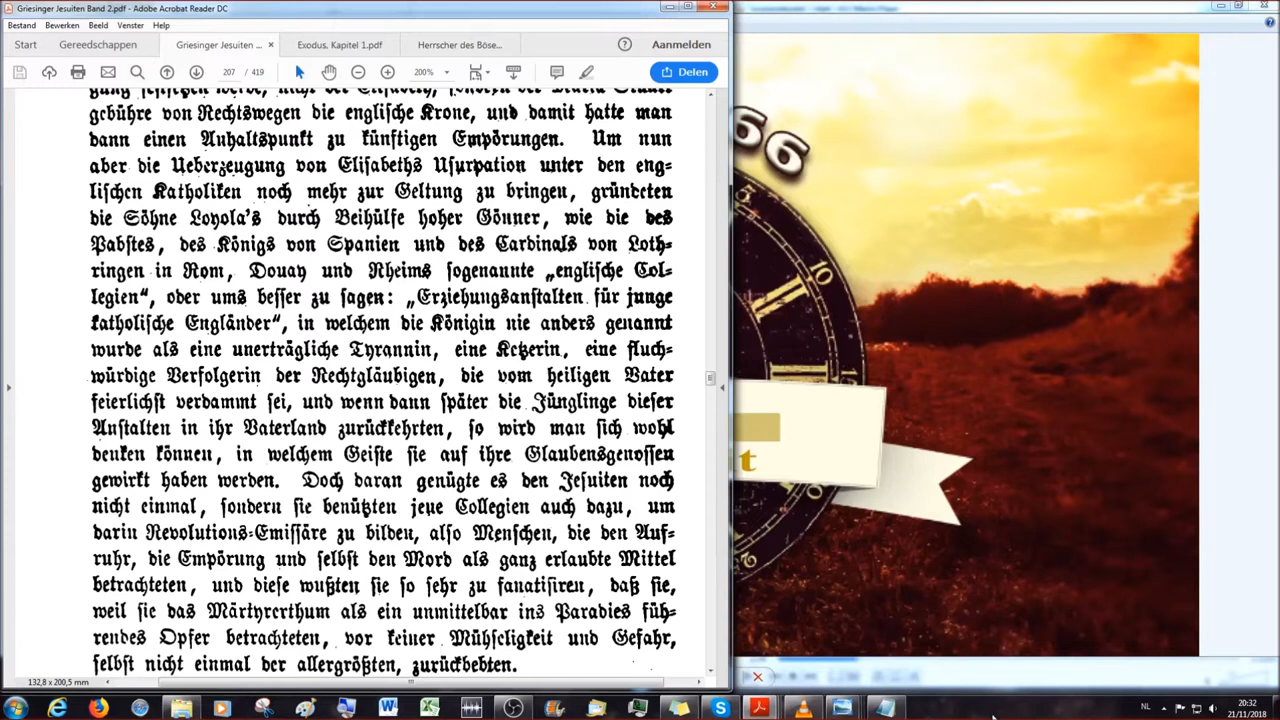 Griesinger Jesuiten Band 2.pdf - Adobe Acrobat Reader DC
Bestand Bewerken Beeld Venster Help
Start Gereedschappen Griesinger Jesuiten ... × Exodus, Kapitel 1.pdf Herrscher des Böse... Aanmelden
207 / 419 200% Delen
gebühre von Rechtswegen die englische Krone, und damit hatte man
dann einen Anhaltspunkt zu künftigen Empörungen. Um nun
aber die Ueberzeugung von Elisabeths Usurpation unter den eng-
lischen Katholiken noch mehr zur Geltung zu bringen, gründeten
die Söhne Loyola's durch Beihülfe hoher Gönner, wie die des
Pabstes, des Königs von Spanien und des Cardinals von Loth-
ringen in Rom, Douay und Rheims sogenannte „englische Col-
legien“, oder ums besser zu sagen: „Erziehungsanstalten für junge
katholische Engländer“, in welchem die Königin nie anders genannt
wurde als eine unerträgliche Tyrannin, eine Ketzerin, eine fluch-
würdige Verfolgerin der Rechtgläubigen, die vom heiligen Vater
feierlichst verdammt sei, und wenn dann später die Jünglinge dieser
Anstalten in ihr Vaterland zurückkehrten, so wird man sich wohl
denken können, in welchem Geiste sie auf ihre Glaubensgenossen
gewirkt haben werden. Doch daran genügte es den Jesuiten noch
nicht einmal, sondern sie benüßten jene Collegien auch dazu, um
darin Revolutions-Emissäre zu bilden, also Menschen, die den Auf-
ruhr, die Empörung und selbst den Mord als ganz erlaubte Mittel
betrachteten, und diese wußten sie so sehr zu fanatisiren, daß sie,
weil sie das Märtyrerthum als ein unmittelbar ins Paradies füh-
rendes Opfer betrachteten, vor keiner Mühseligkeit und Gefahr,
selbst nicht einmal der allergrößten, zurückbebten.
132,8 x 200,5 mm
66
5
10
15
t
NL
20:32
21/11/2018